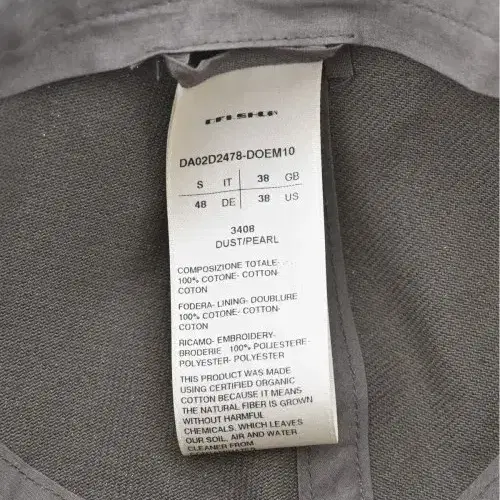 DRKSHDW
DA02D2478-DOEM10
S IT 38 GB
48 DE 38 US
3408
DUST/PEARL
COMPOSIZIONE TOTALE-
100% COTONE- COTTON-
COTON
FODERA- LINING- DOUBLURE
100% COTONE- COTTON-
COTON
RICAMO- EMBROIDERY-
BRODERIE 100% POLIESTERE-
POLYESTER- POLYESTER
THIS PRODUCT WAS MADE
USING CERTIFIED ORGANIC
COTTON BECAUSE IT MEANS
THE NATURAL FIBER IS GROWN
WITHOUT HARMFUL
CHEMICALS, WHICH LEAVES
OUR SOIL, AIR AND WATER
CLEANER FROM